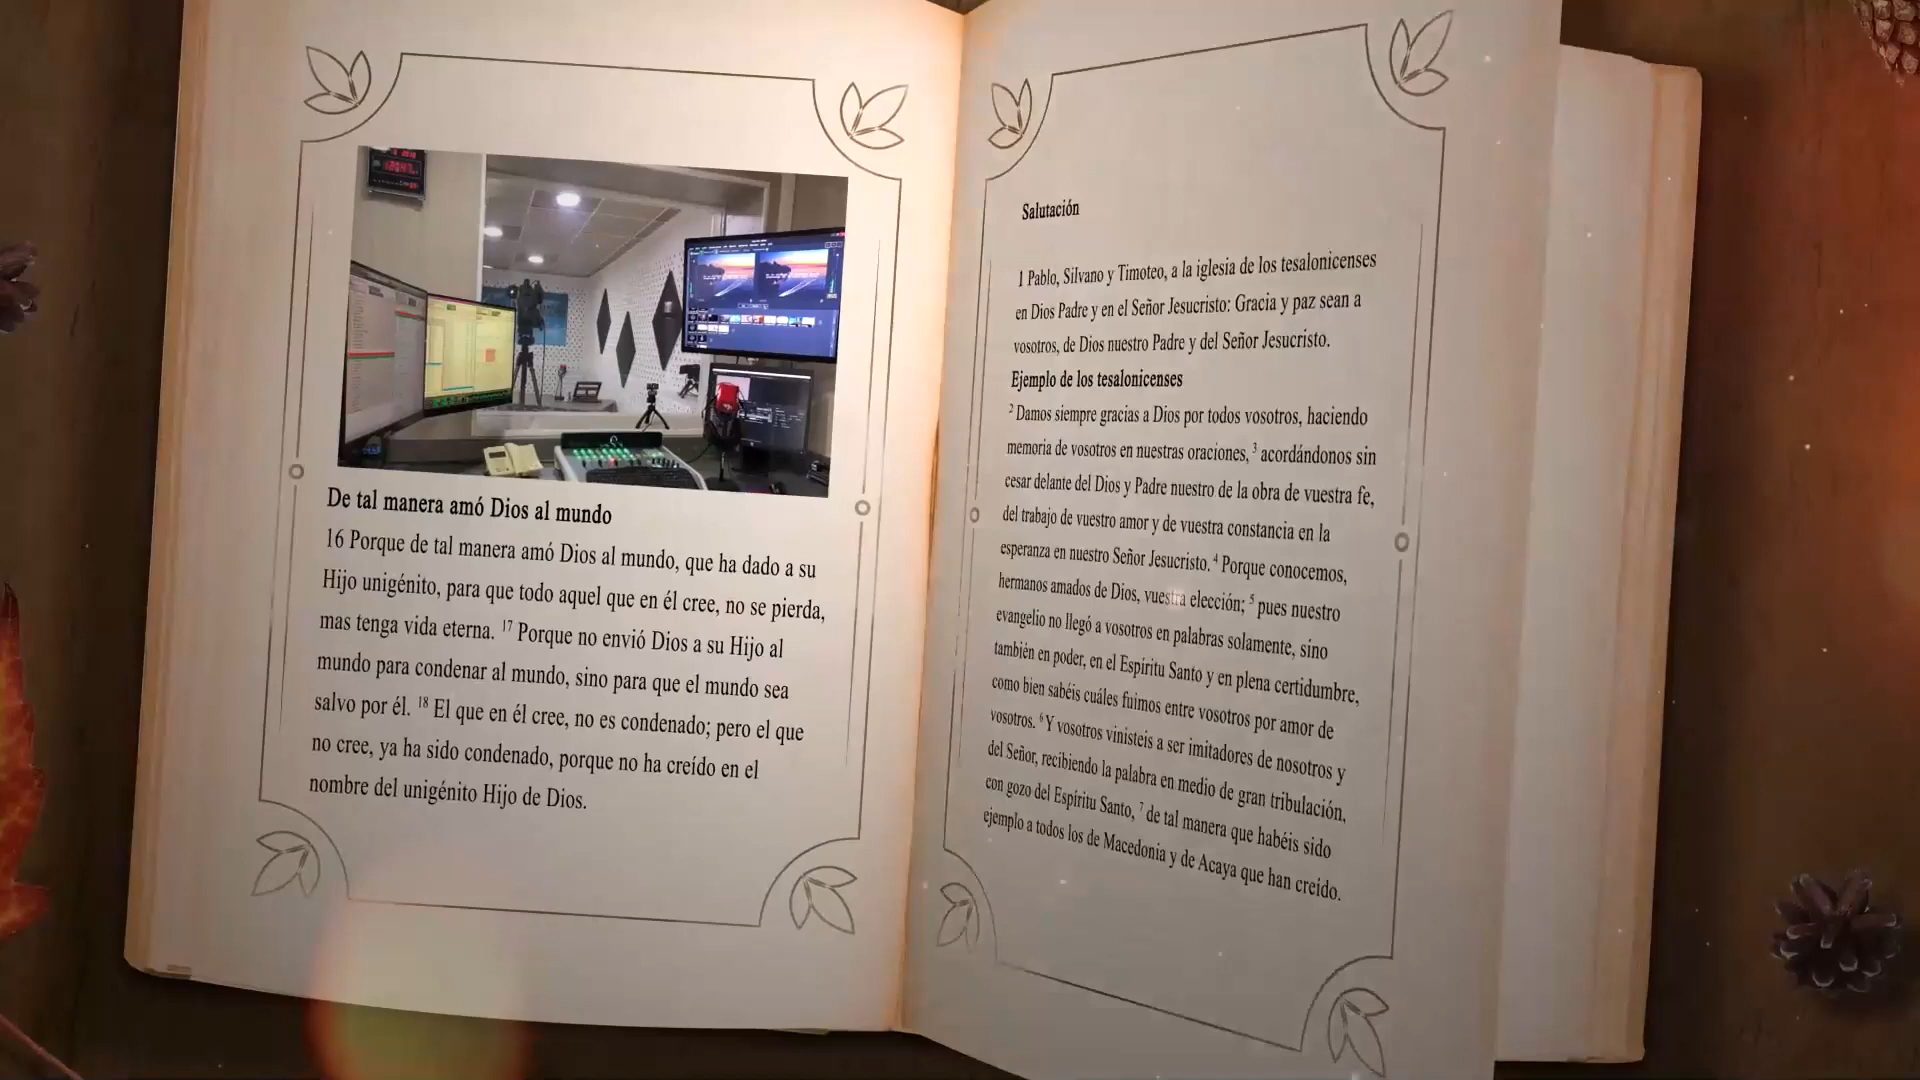 De tal manera amó Dios al mundo
16 Porque de tal manera amó Dios al mundo, que ha dado a su
Hijo unigénito, para que todo aquel que en él cree, no se pierda,
mas tenga vida eterna. 17 Porque no envió Dios a su Hijo al
mundo para condenar al mundo, sino para que el mundo sea
salvo por él. 18 El que en él cree, no es condenado; pero el que
no cree, ya ha sido condenado, porque no ha creído en el
nombre del unigénito Hijo de Dios.
Salutación
1 Pablo, Silvano y Timoteo, a la iglesia de los tesalonicenses
en Dios Padre y en el Señor Jesucristo: Gracia y paz sean a
vosotros, de Dios nuestro Padre y del Señor Jesucristo.
Ejemplo de los tesalonicenses
2 Damos siempre gracias a Dios por todos vosotros, haciendo
memoria de vosotros en nuestras oraciones, 3 acordándonos sin
cesar delante del Dios y Padre nuestro de la obra de vuestra fe,
del trabajo de vuestro amor y de vuestra constancia en la
esperanza en nuestro Señor Jesucristo. 4 Porque conocemos,
hermanos amados de Dios, vuestra elección; 5 pues nuestro
evangelio no llegó a vosotros en palabras solamente, sino
también en poder, en el Espíritu Santo y en plena certidumbre,
como bien sabéis cuáles fuimos entre vosotros por amor de
vosotros. 6 Y vosotros vinisteis a ser imitadores de nosotros y
del Señor, recibiendo la palabra en medio de gran tribulación,
con gozo del Espíritu Santo, 7 de tal manera que habéis sido
ejemplo a todos los de Macedonia y de Acaya que han creído.